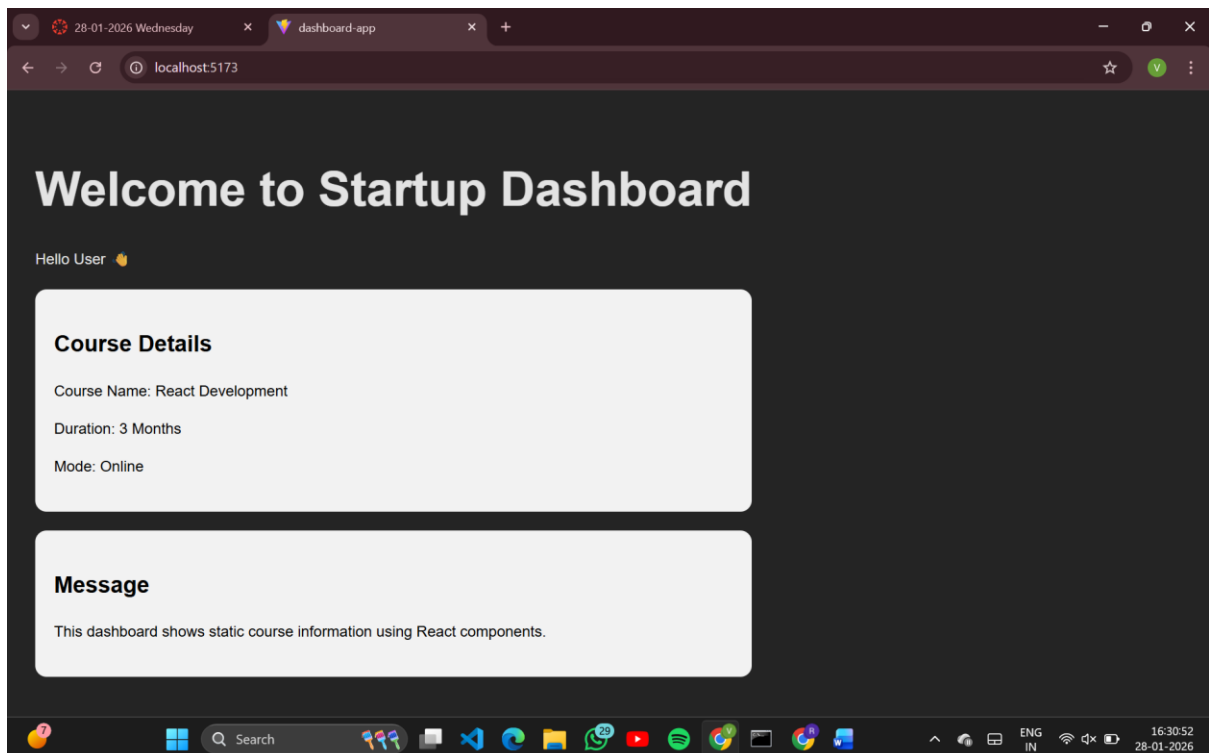 28-01-2026 Wednesday
dashboard-app
localhost:5173
V
Welcome to Startup Dashboard
Hello User 👋
Course Details
Course Name: React Development
Duration: 3 Months
Mode: Online
Message
This dashboard shows static course information using React components.
7
Search
29
V
R
ENG
IN
16:30:52
28-01-2026